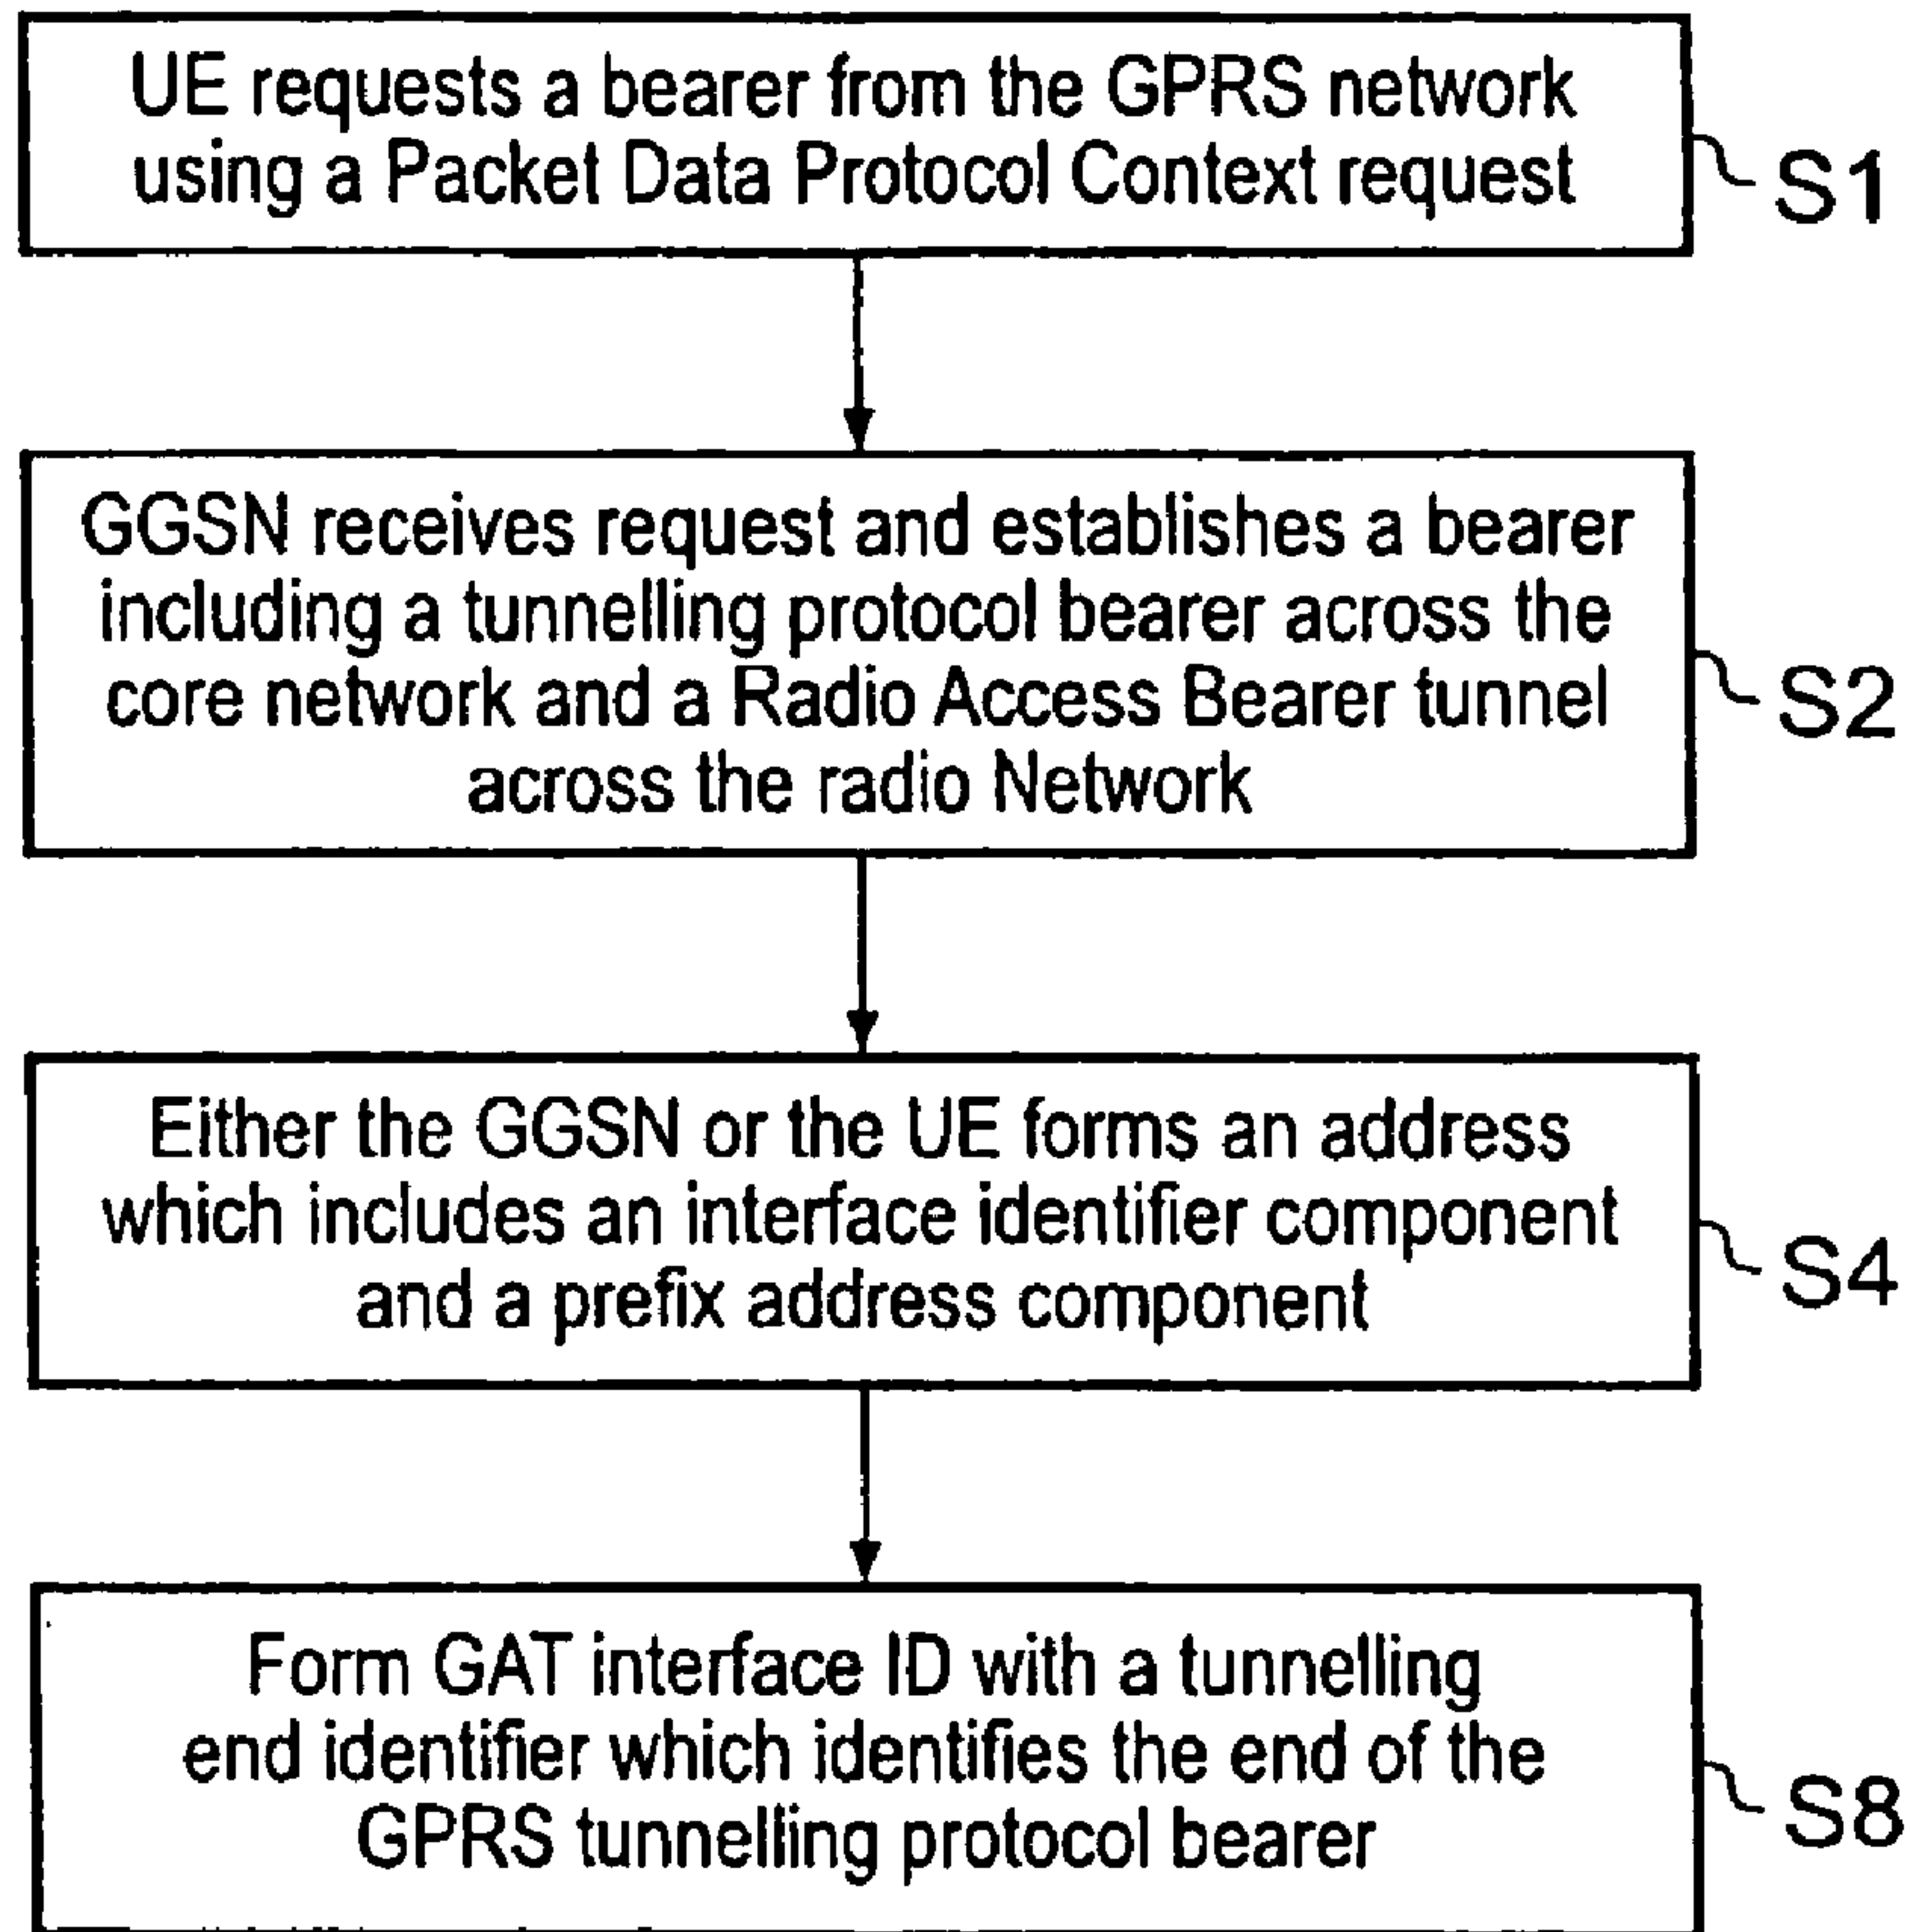 UE requests a bearer from the GPRS network
using a Packet Data Protocol Context request
S1
GGSN receives request and establishes a bearer
including a tunnelling protocol bearer across the
core network and a Radio Access Bearer tunnel
across the radio Network
S2
Either the GGSN or the UE forms an address
which includes an interface identifier component
and a prefix address component
S4
Form GAT interface ID with a tunnelling
end identifier which identifies the end of the
GPRS tunnelling protocol bearer
S8